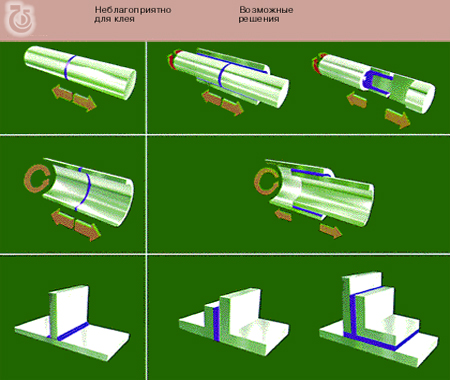 Неблагоприятно
для клея
Возможные
решения